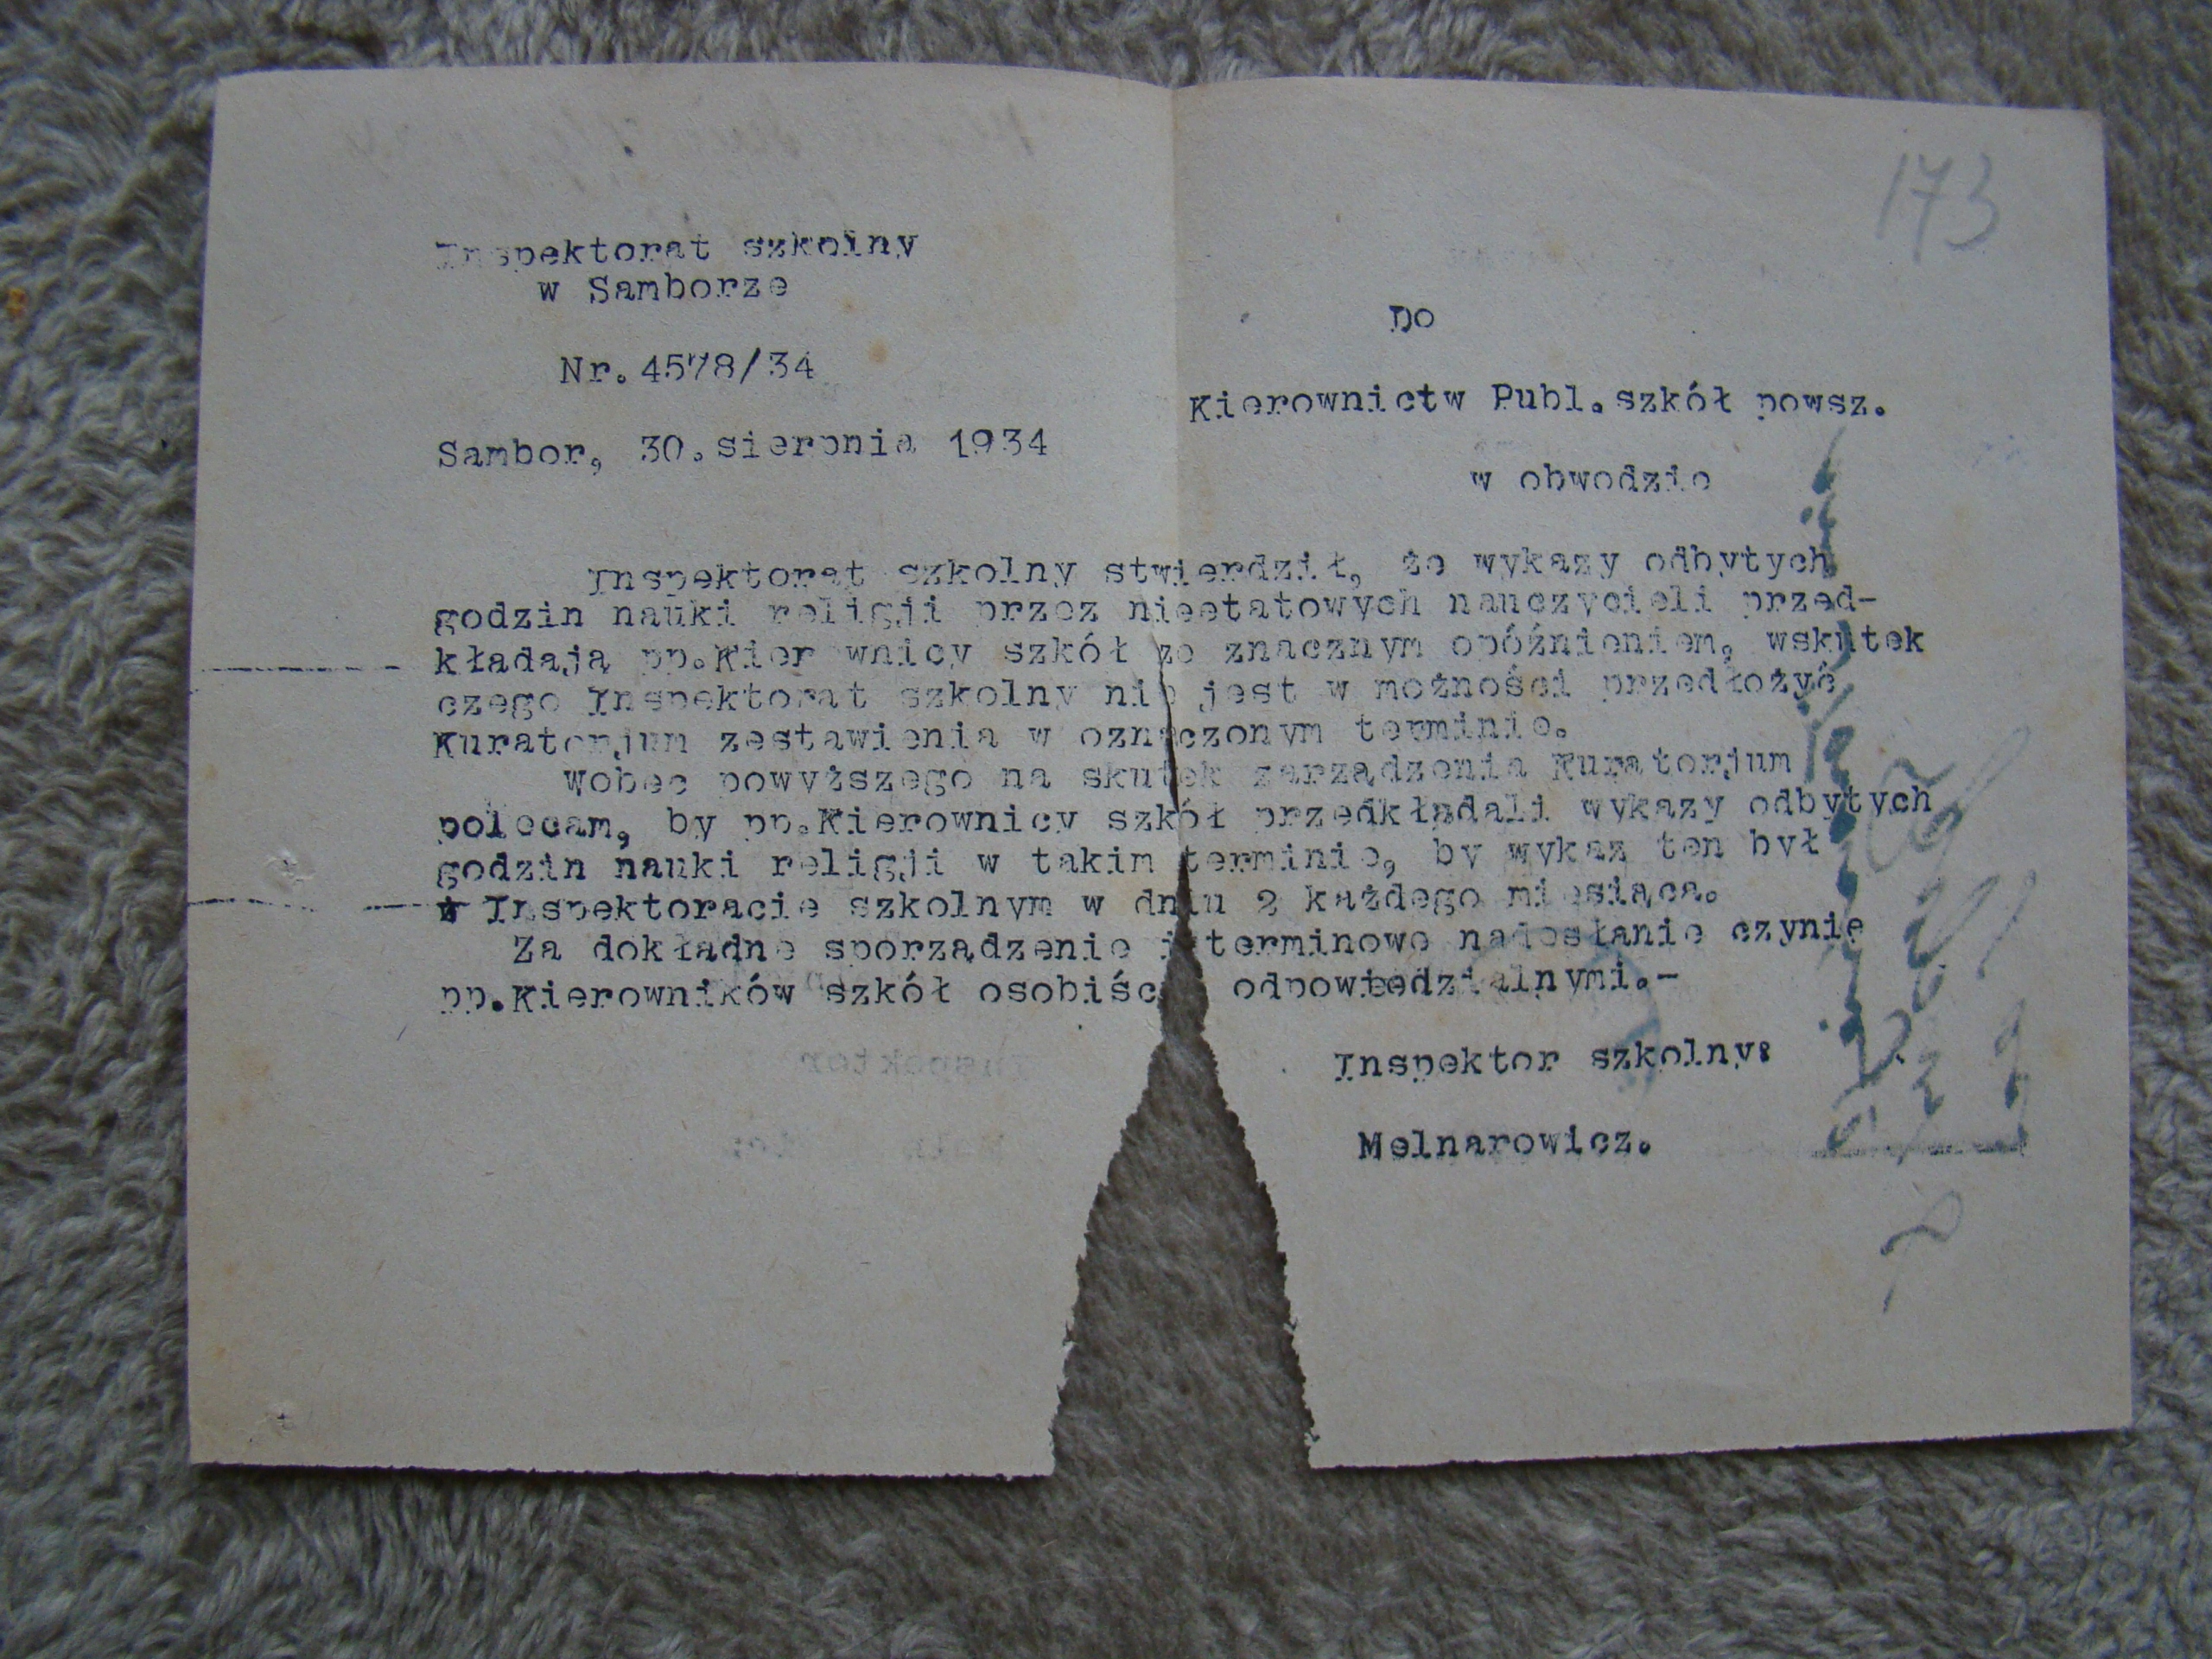 173
Inspektorat szkolny
w Samborze
Nr.4578/34
Sambor, 30.sierpnia 1934
Do
Kierownictw Publ.szkół powsz.
w obwodzie
Inspektorat szkolny stwierdził, że wykazy odbytych
godzin nauki religji przez nieetatowych nauczycieli przed-
kładają pp.Kierownicy szkół ze znacznym opóźnieniem, wskutek
czego Inspektorat szkolny nie jest w możności przedłożyć
Kuratorjum zestawienia w oznaczonym terminie.
Wobec powyższego na skutek zarządzenia Kuratorjum
polecam, by pp.Kierownicy szkół przedkładali wykazy odbytych
godzin nauki religji w takim terminie, by wykaz ten był
w Inspektoracie szkolnym w dniu 2 każdego miesiąca.
Za dokładne sporządzenie i terminowe nadesłanie czynię
pp.Kierowników szkół osobiście odpowiedzialnymi.-
Inspektor szkolny:
Melnarowicz.